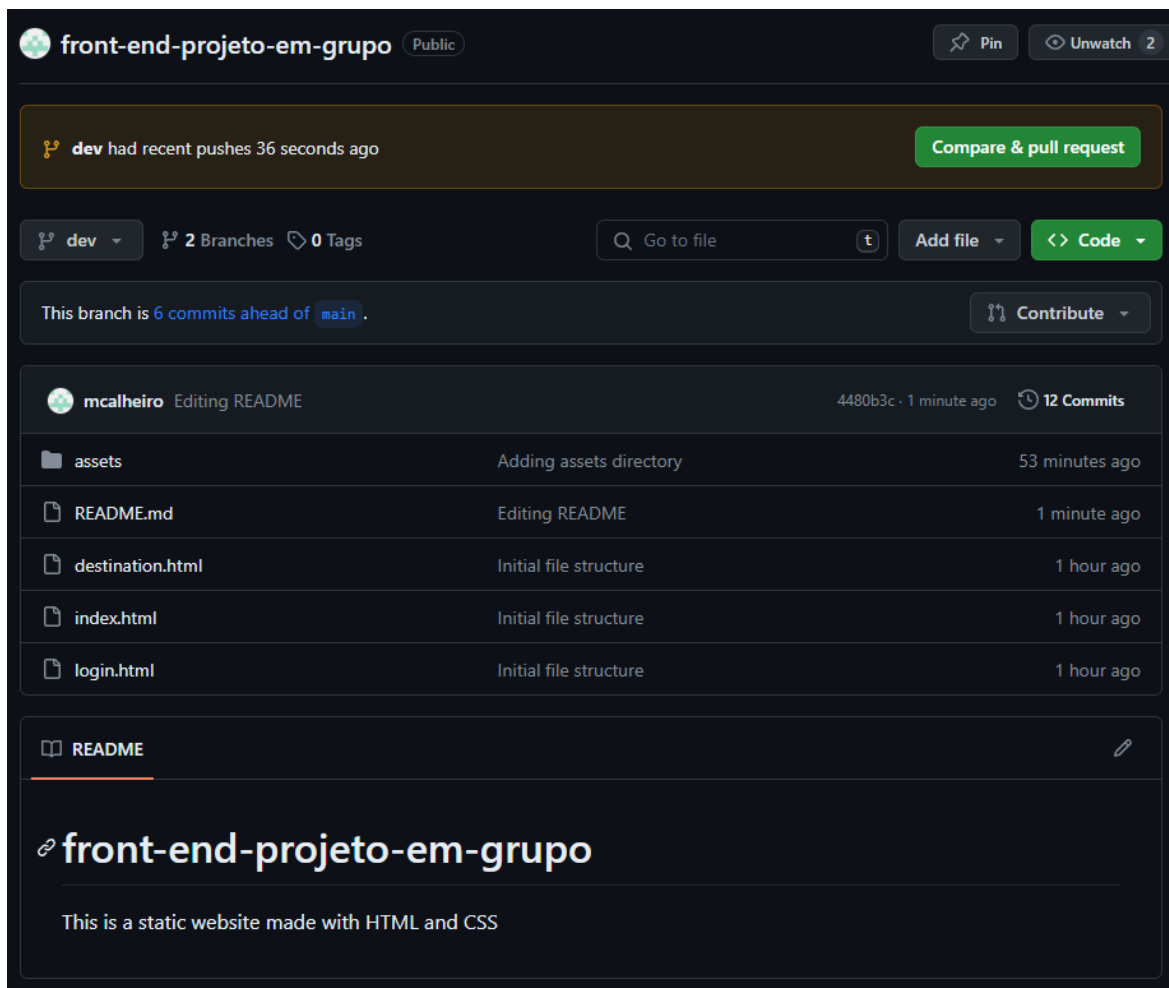 front-end-projeto-em-grupo Public Pin Unwatch 2
dev had recent pushes 36 seconds ago Compare & pull request
dev 2 Branches 0 Tags Go to file t Add file <> Code
This branch is 6 commits ahead of main . Contribute
mcalheiro Editing README 4480b3c · 1 minute ago 12 Commits
assets Adding assets directory 53 minutes ago
README.md Editing README 1 minute ago
destination.html Initial file structure 1 hour ago
index.html Initial file structure 1 hour ago
login.html Initial file structure 1 hour ago
README
front-end-projeto-em-grupo
This is a static website made with HTML and CSS